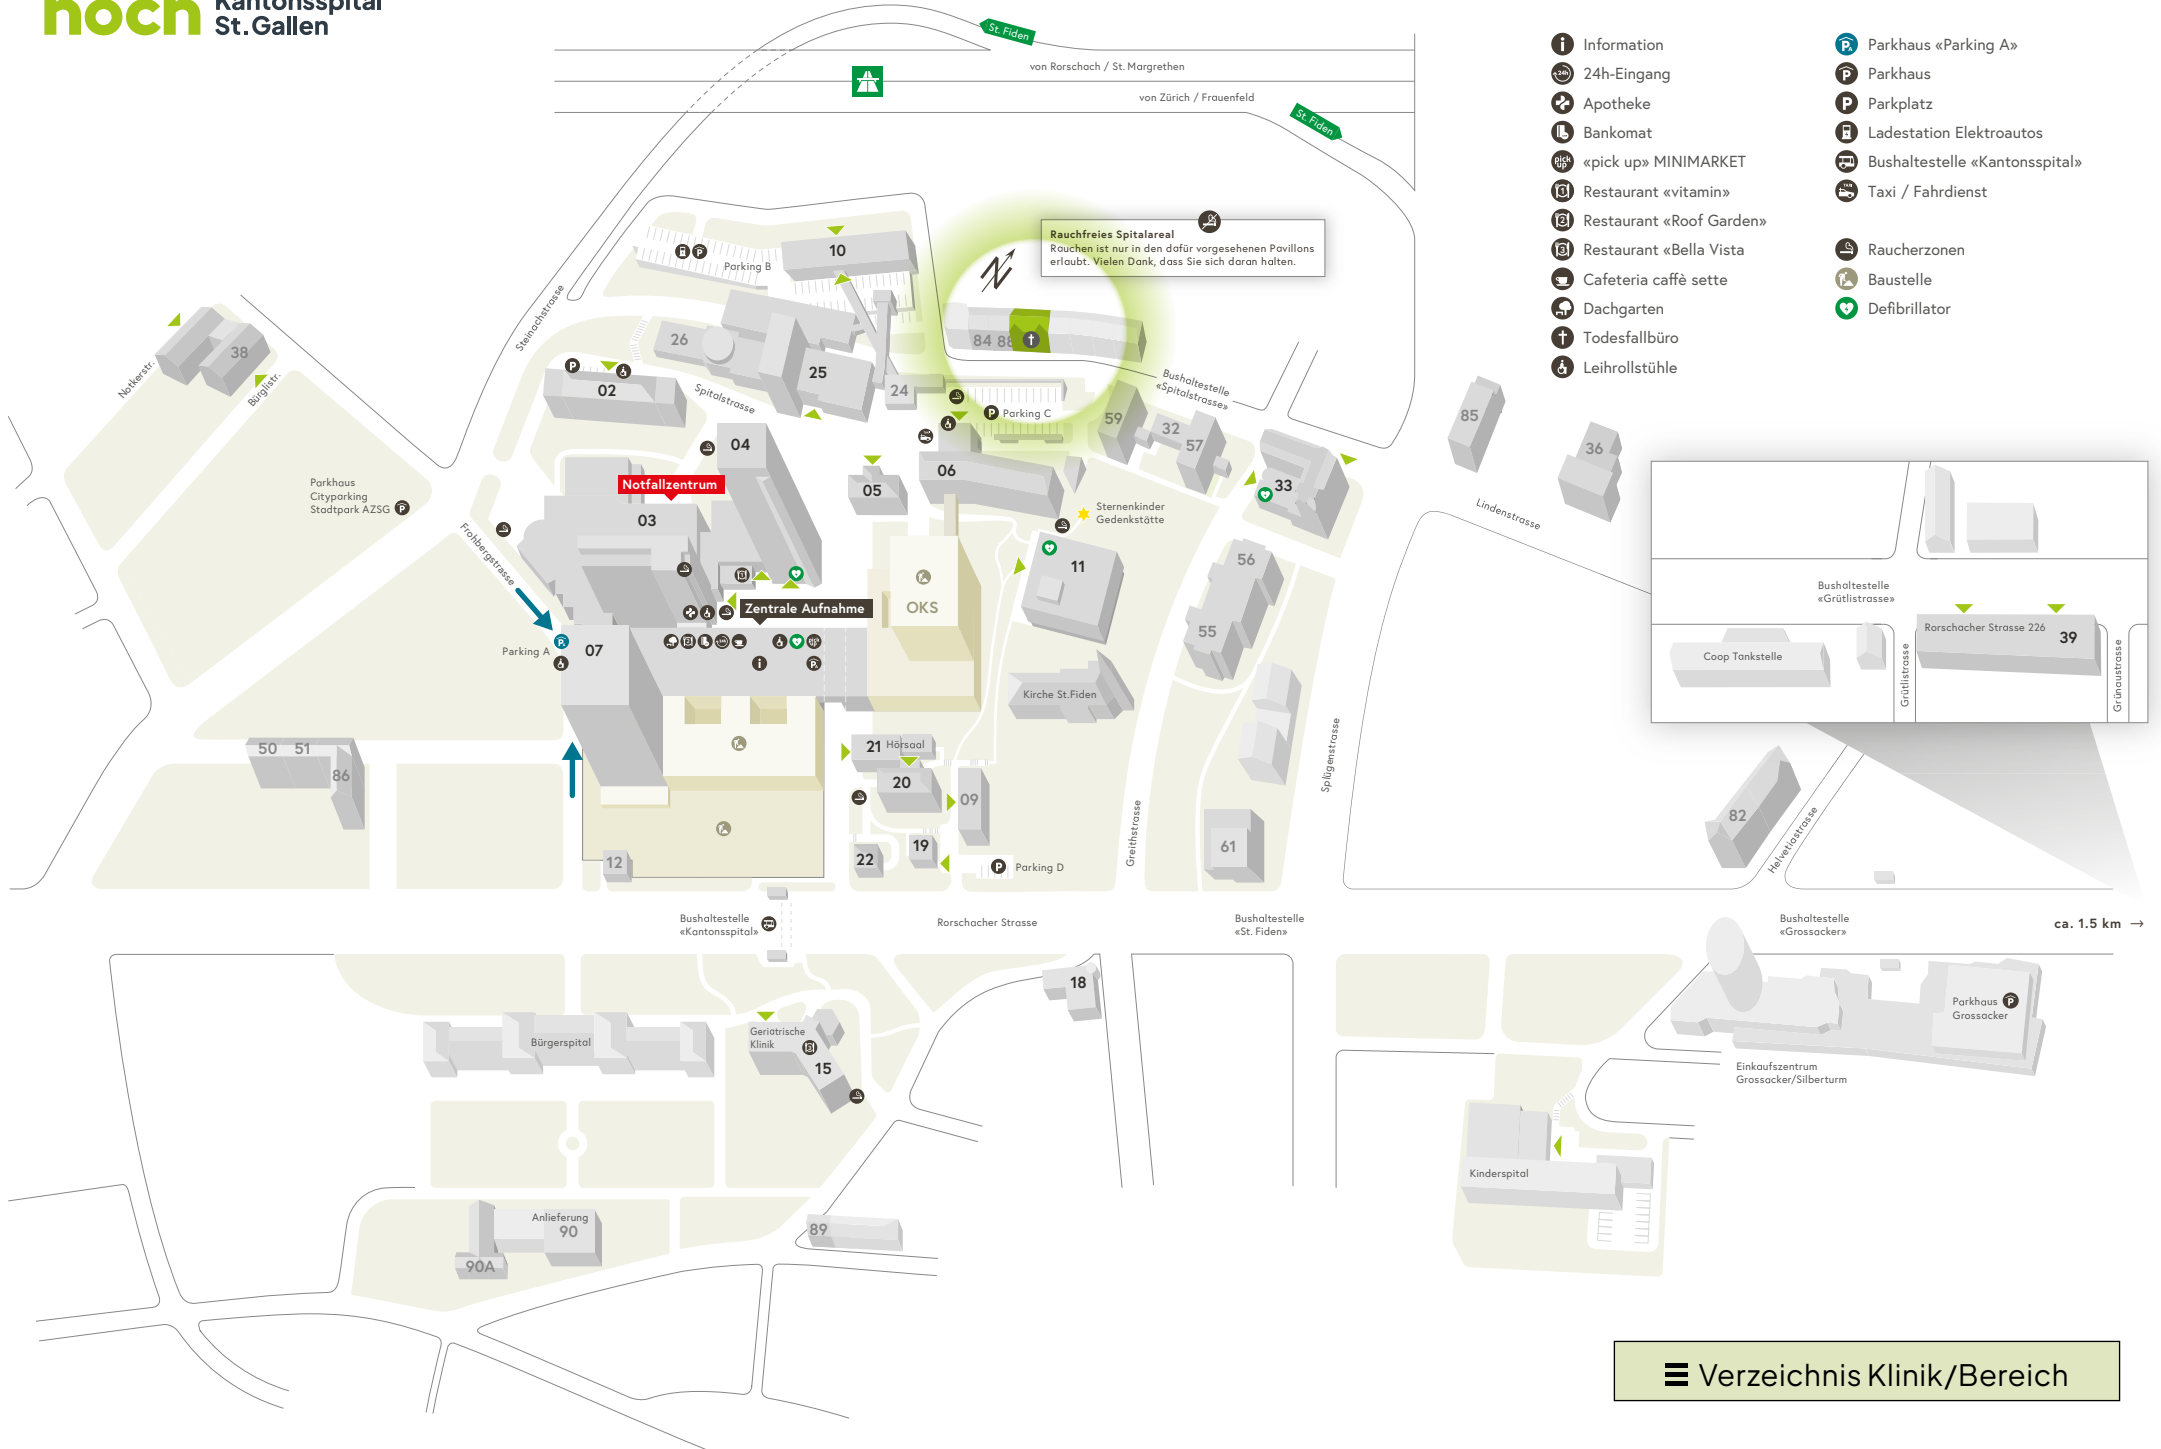 noch
Kantonsspital
St.Gallen
St. Fiden
von Rorschach / St. Margrethen
von Zürich / Frauenfeld
St. Fiden
Information
24h-Eingang
Apotheke
Bankomat
«pick up» MINIMARKET
Restaurant «vitamin»
Restaurant «Roof Garden»
Restaurant «Bella Vista
Cafeteria caffè sette
Dachgarten
Todesfallbüro
Leihrollstühle
Parkhaus «Parking A»
Parkhaus
Parkplatz
Ladestation Elektroautos
Bushaltestelle «Kantonsspital»
Taxi / Fahrdienst
Raucherzonen
Baustelle
Defibrillator
Rauchfreies Spitalareal
Rauchen ist nur in den dafür vorgesehenen Pavillons
erlaubt. Vielen Dank, dass Sie sich daran halten.
N
10
Parking B
Steinachstrasse
38
Notkerstr.
Bürglistr.
26
25
24
02
Spitalstrasse
84 88
Bushaltestelle
«Spitalstrasse»
Parking C
59
32
57
85
36
33
04
06
05
Notfallzentrum
03
Parkhaus
Cityparking
Stadtpark AZSG
Frohbergstrasse
Sternenkinder
Gedenkstätte
Lindenstrasse
11
56
55
OKS
Zentrale Aufnahme
Parking A
07
Kirche St.Fiden
Bushaltestelle
«Grütlistrasse»
Rorschacher Strasse 226
39
Coop Tankstelle
Grütlistrasse
Grünaustrasse
50
51
86
21
Hörsaal
20
09
19
22
12
Parking D
Greithstrasse
Splügenstrasse
61
82
Helvetiastrasse
Bushaltestelle
«Kantonsspital»
Rorschacher Strasse
Bushaltestelle
«St. Fiden»
Bushaltestelle
«Grossacker»
ca. 1.5 km →
18
Bürgerspital
Geriatrische
Klinik
15
Parkhaus
Grossacker
Einkaufszentrum
Grossacker/Silberturm
Kinderspital
Anlieferung
90
90A
89
Verzeichnis Klinik/Bereich